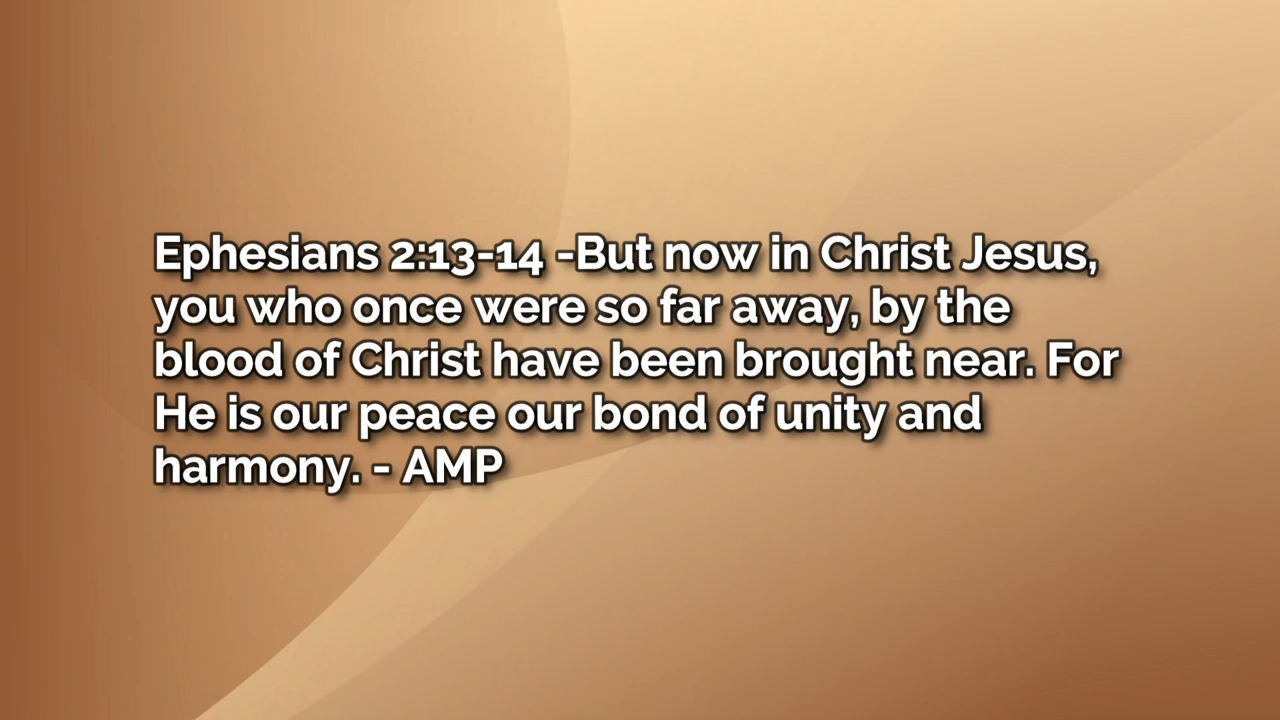 Ephesians 2:13-14 -But now in Christ Jesus,
you who once were so far away, by the
blood of Christ have been brought near. For
He is our peace our bond of unity and
harmony. - AMP